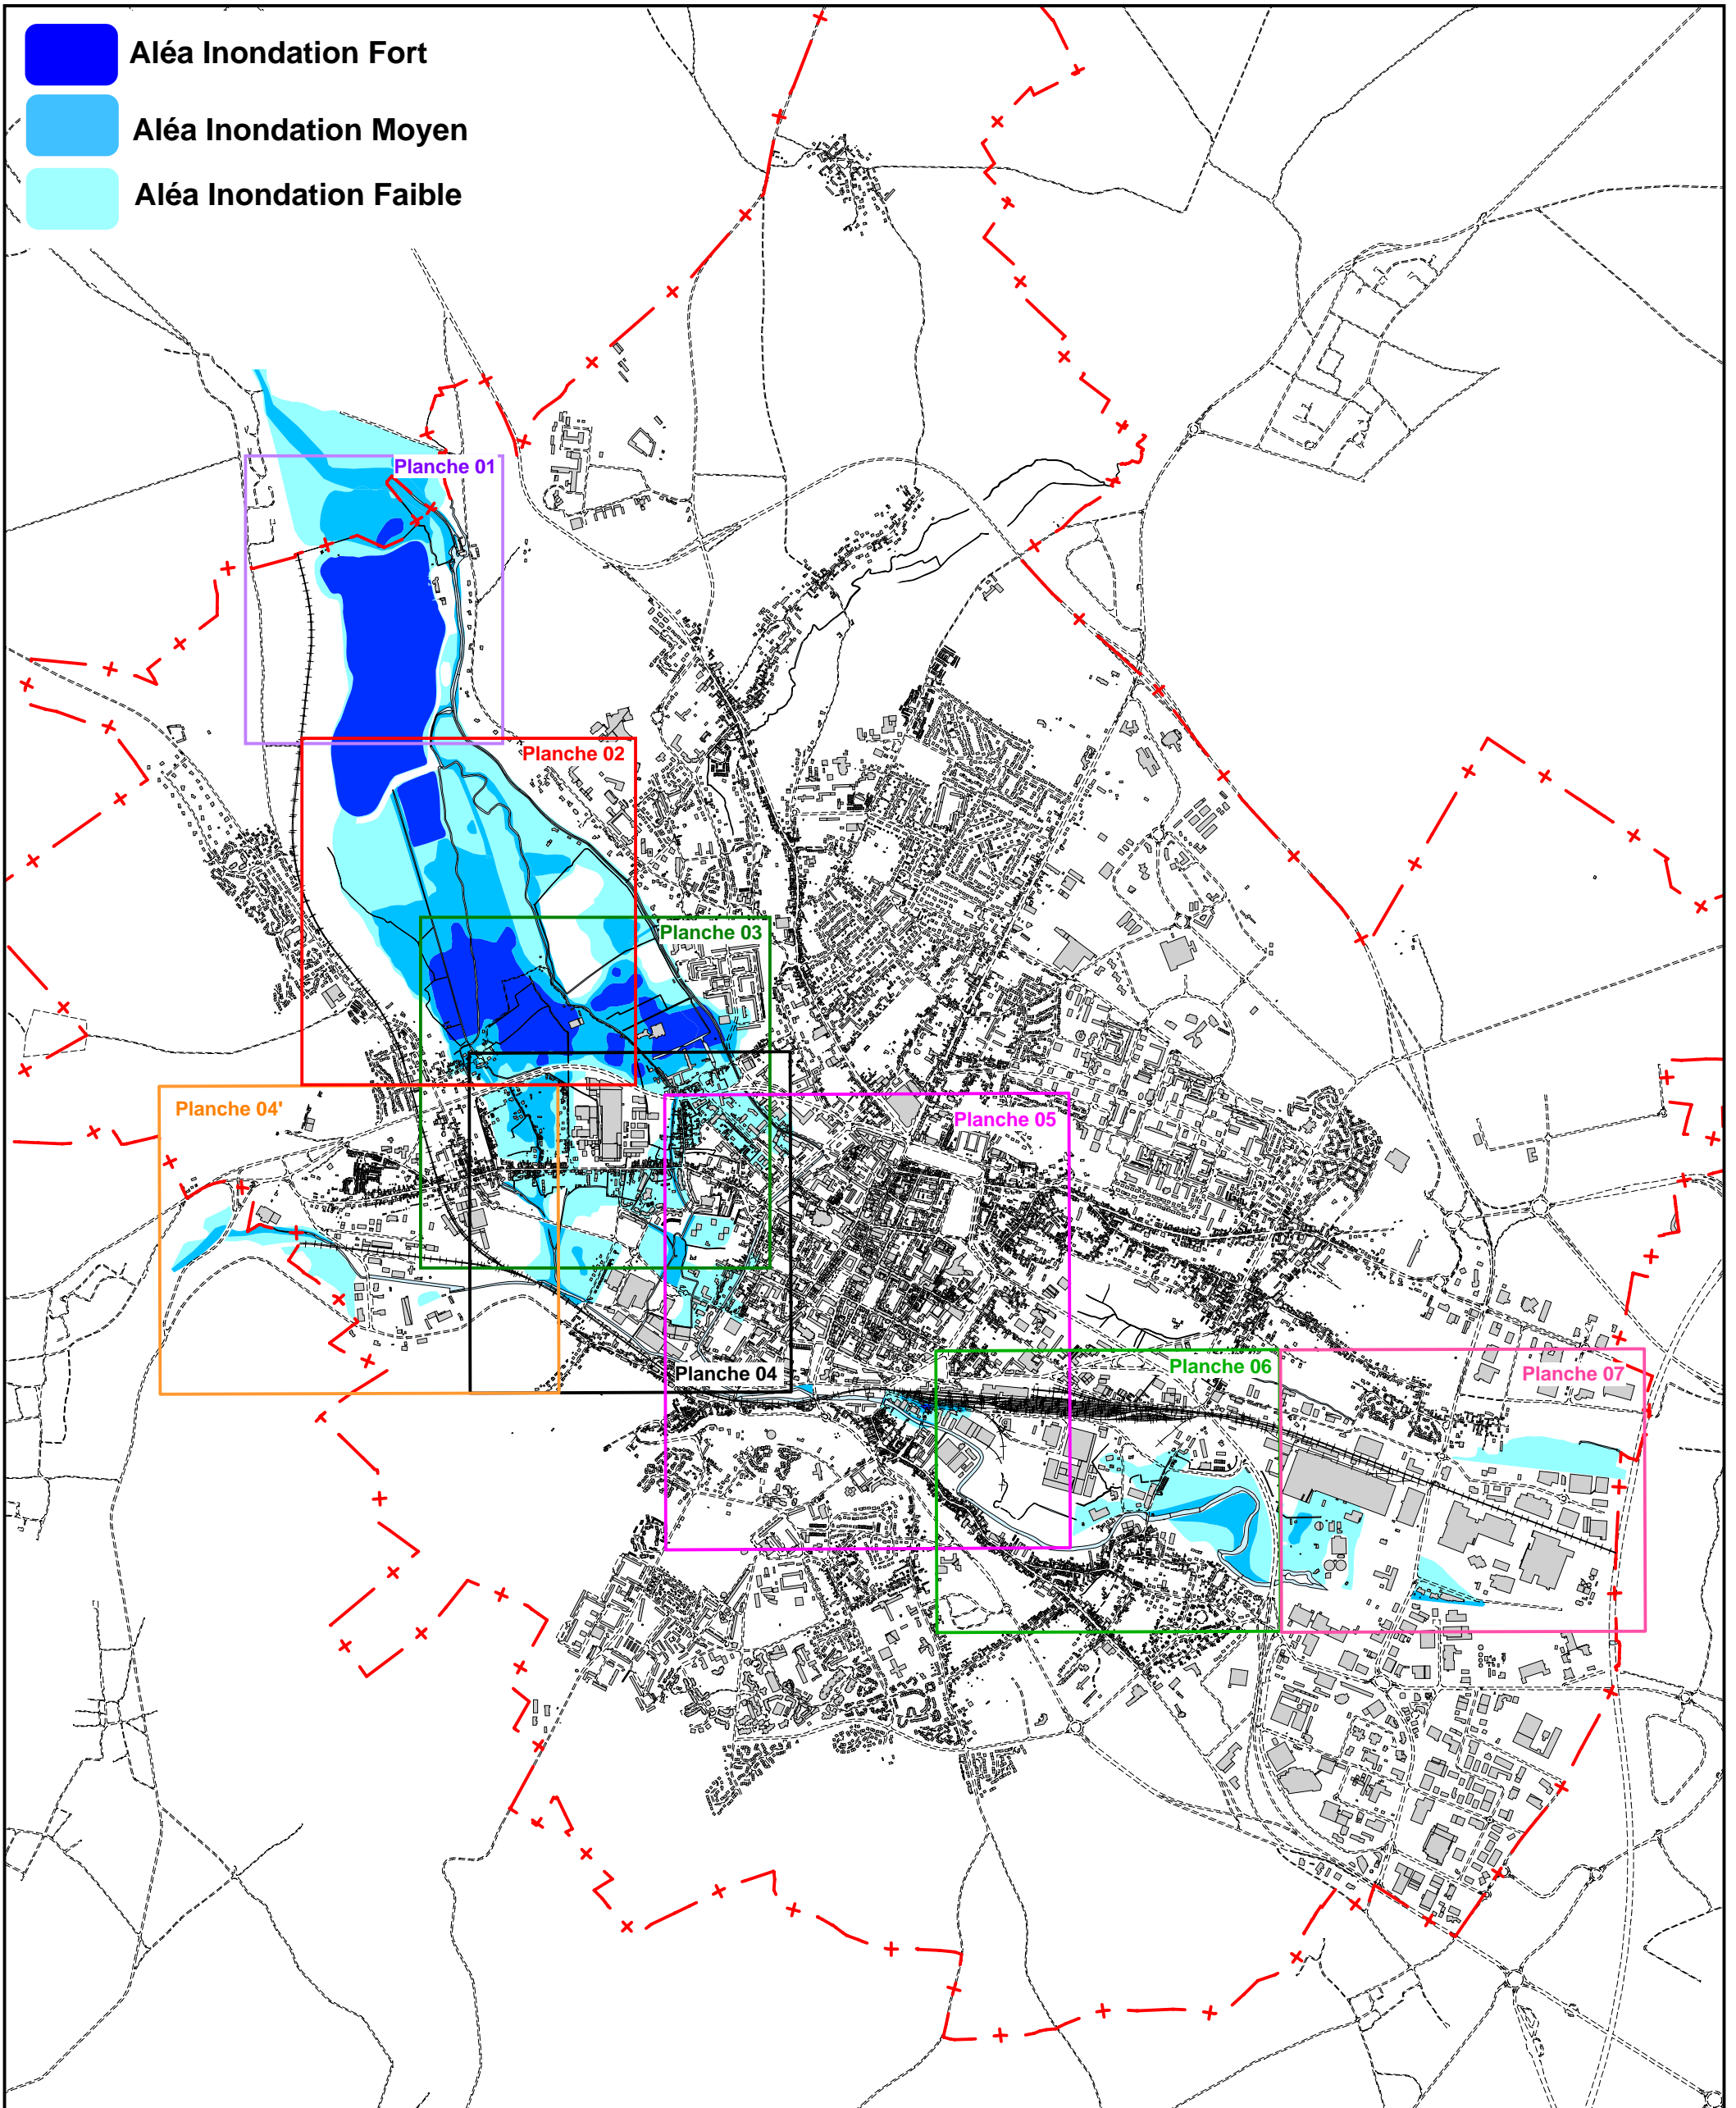 Aléa Inondation Fort
Aléa Inondation Moyen
Aléa Inondation Faible
Planche 01
Planche 02
Planche 03
Planche 04'
Planche 05
Planche 04
Planche 06
Planche 07